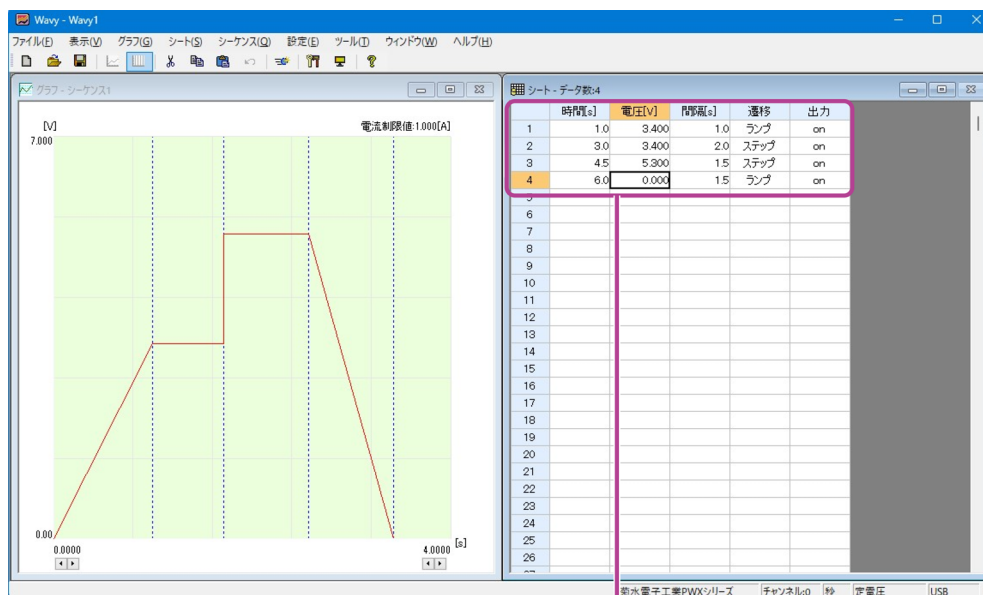 Wavy - Wavy1
ファイル(F) 表示(V) グラフ(G) シート(S) シーケンス(Q) 設定(E) ツール(T) ウィンドウ(W) ヘルプ(H)
グラフ - シーケンス1
[V]
電流制限値:1.000[A]
7.000
0.00
0.0000
4.0000
[s]
シート - データ数:4
時間[s] 電圧[V] 間隔[s] 遷移 出力
1 1.0 3.400 1.0 ランプ on
2 3.0 3.400 2.0 ステップ on
3 4.5 5.300 1.5 ステップ on
4 6.0 0.000 1.5 ランプ on
5
6
7
8
9
10
11
12
13
14
15
16
17
18
19
20
21
22
23
24
25
26
27
菊水電子工業PWXシリーズ チャンネル:0 秒 定電圧 USB